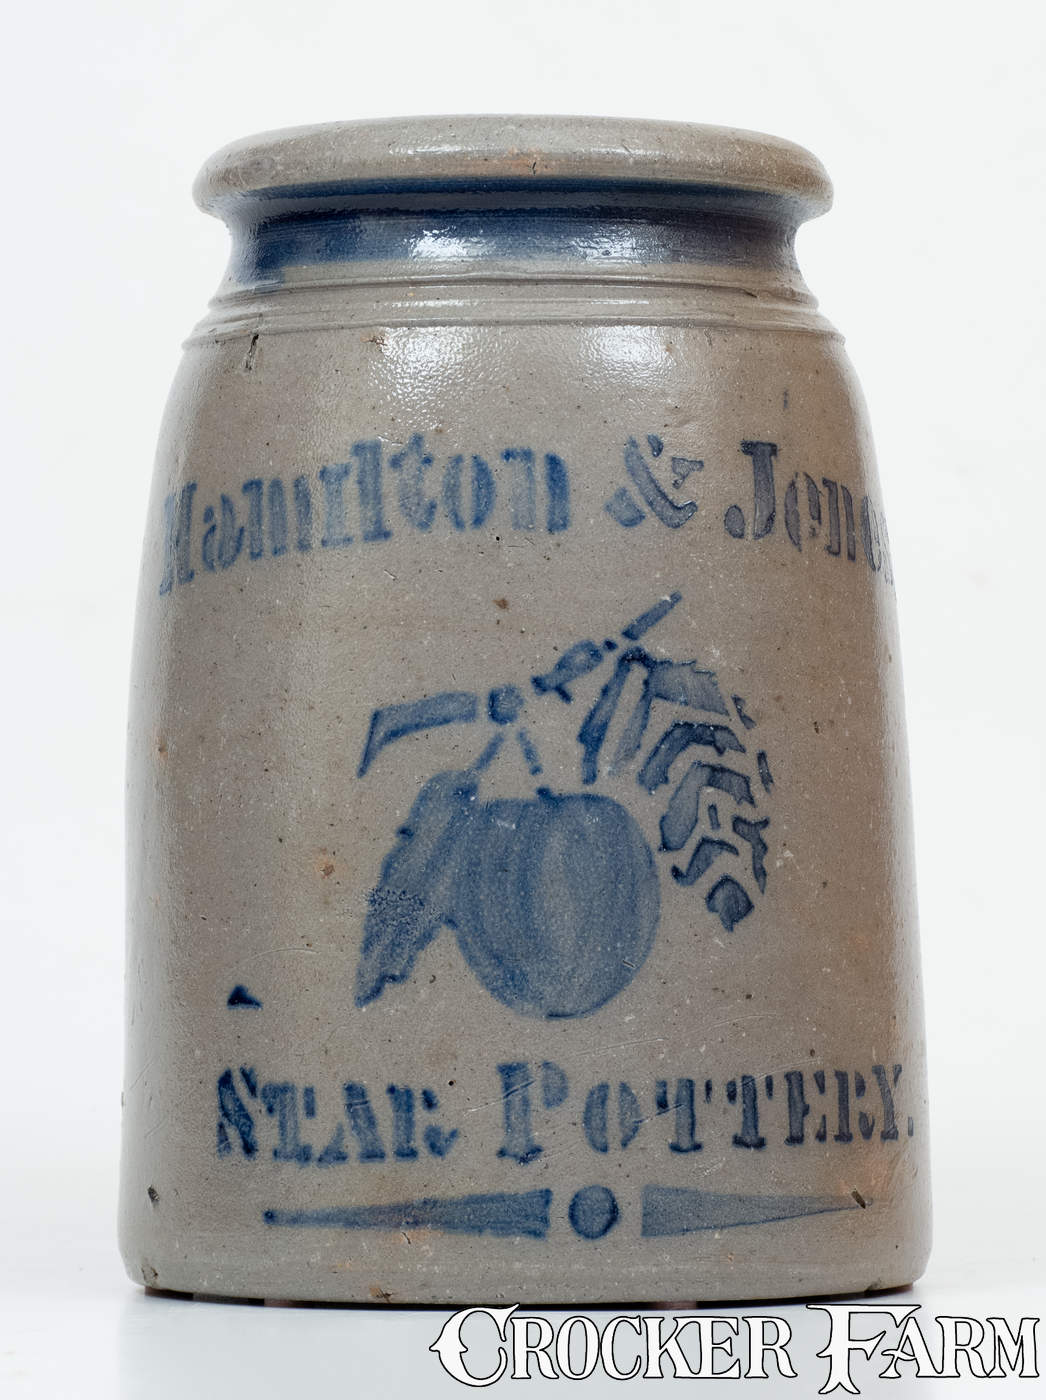 Hamilton & Jones
STAR POTTERY.
CROCKER FARM